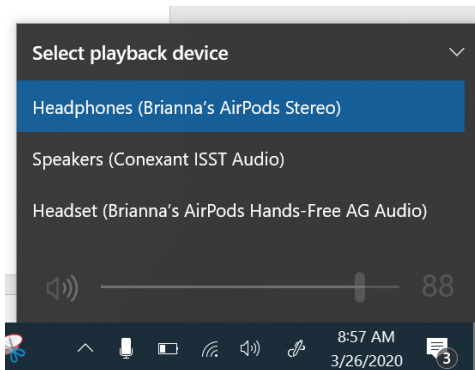 Select playback device
Headphones (Brianna's AirPods Stereo)
Speakers (Conexant ISST Audio)
Headset (Brianna's AirPods Hands-Free AG Audio)
88
8:57 AM
3/26/2020
3